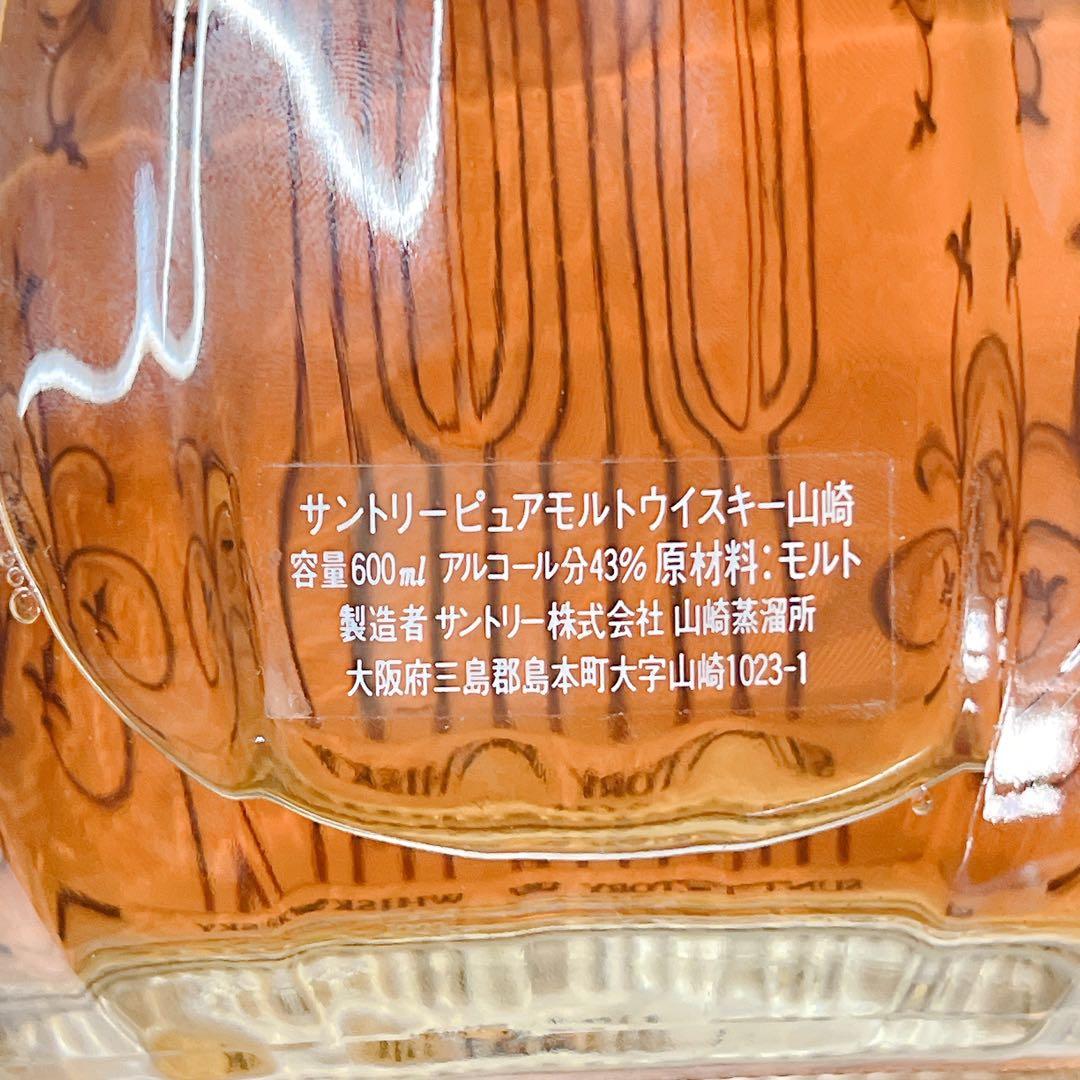 サントリーピュアモルトウイスキー山崎
容量600ml アルコール分43% 原材料：モルト
製造者 サントリー株式会社 山崎蒸溜所
大阪府三島郡島本町大字山崎1023-1